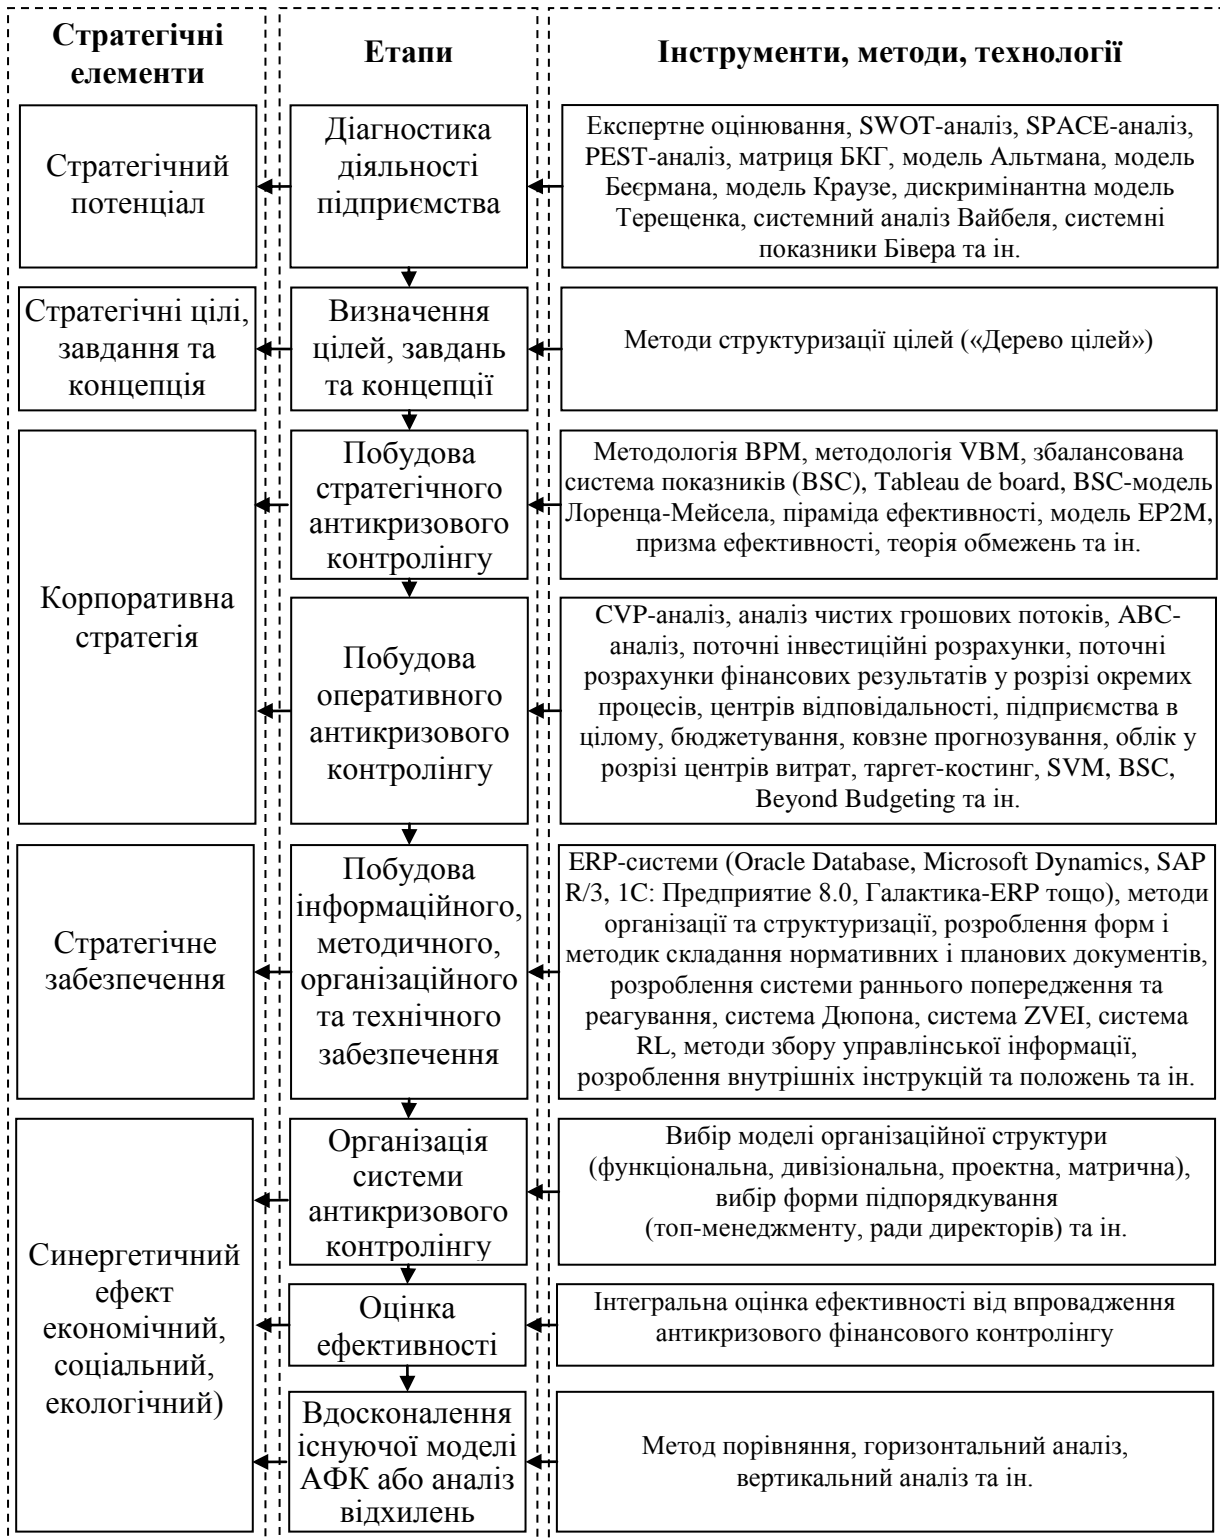 Стратегічні
елементи
Етапи
Інструменти, методи, технології
Стратегічний
потенціал
Діагностика
діяльності
підприємства
Експертне оцінювання, SWOT-аналіз, SPACE-аналіз,
PEST-аналіз, матриця БКГ, модель Альтмана, модель
Беєрмана, модель Краузе, дискримінантна модель
Терещенка, системний аналіз Вайбеля, системні
показники Бівера та ін.
Стратегічні цілі,
завдання та
концепція
Визначення
цілей, завдань
та концепції
Методи структуризації цілей («Дерево цілей»)
Корпоративна
стратегія
Побудова
стратегічного
антикризового
контролінгу
Методологія BPM, методологія VBM, збалансована
система показників (BSC), Tableau de board, BSC-модель
Лоренца-Мейсела, піраміда ефективності, модель EP2M,
призма ефективності, теорія обмежень та ін.
Побудова
оперативного
антикризового
контролінгу
CVP-аналіз, аналіз чистих грошових потоків, ABC-
аналіз, поточні інвестиційні розрахунки, поточні
розрахунки фінансових результатів у розрізі окремих
процесів, центрів відповідальності, підприємства в
цілому, бюджетування, ковзне прогнозування, облік у
розрізі центрів витрат, таргет-костинг, SVM, BSC,
Beyond Budgeting та ін.
Стратегічне
забезпечення
Побудова
інформаційного,
методичного,
організаційного
та технічного
забезпечення
ERP-системи (Oracle Database, Microsoft Dynamics, SAP
R/3, 1С: Предприятие 8.0, Галактика-ERP тощо), методи
організації та структуризації, розроблення форм і
методик складання нормативних і планових документів,
розроблення системи раннього попередження та
реагування, система Дюпона, система ZVEI, система
RL, методи збору управлінської інформації,
розроблення внутрішніх інструкцій та положень та ін.
Синергетичний
ефект
економічний,
соціальний,
екологічний)
Організація
системи
антикризового
контролінгу
Вибір моделі організаційної структури
(функціональна, дивізіональна, проектна, матрична),
вибір форми підпорядкування
(топ-менеджменту, ради директорів) та ін.
Оцінка
ефективності
Інтегральна оцінка ефективності від впровадження
антикризового фінансового контролінгу
Вдосконалення
існуючої моделі
АФК або аналіз
відхилень
Метод порівняння, горизонтальний аналіз,
вертикальний аналіз та ін.